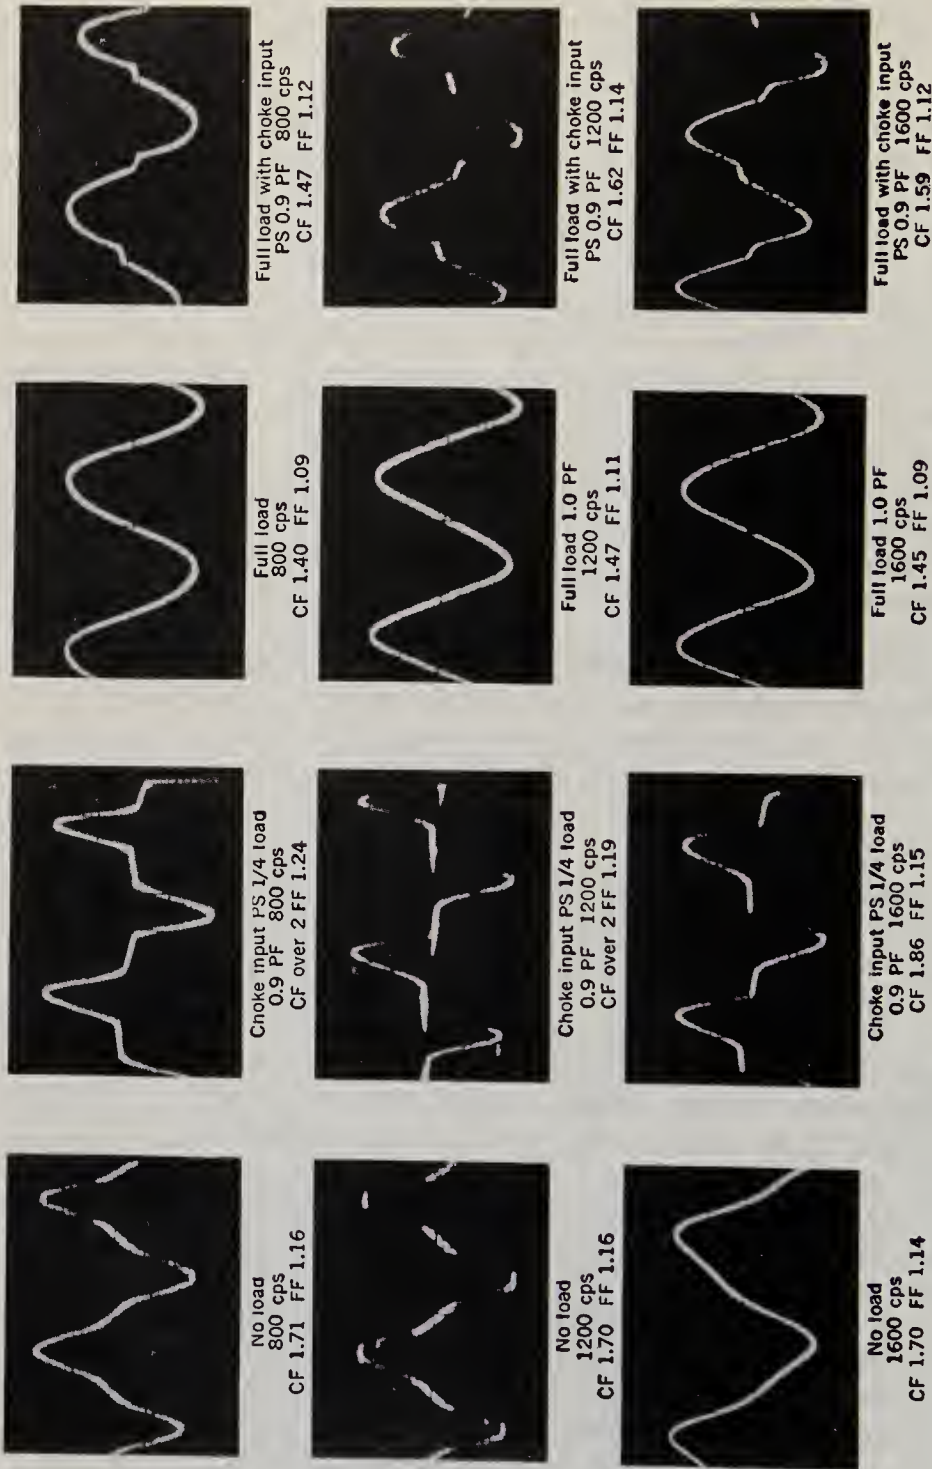 No load
800 cps
CF 1.71 FF 1.16
Choke input PS 1/4 load
0.9 PF 800 cps
CF over 2 FF 1.24
Full load
800 cps
CF 1.40 FF 1.09
Full load with choke input
PS 0.9 PF 800 cps
CF 1.47 FF 1.12
No load
1200 cps
CF 1.70 FF 1.16
Choke input PS 1/4 load
0.9 PF 1200 cps
CF over 2 FF 1.19
Full load 1.0 PF
1200 cps
CF 1.47 FF 1.11
Full load with choke input
PS 0.9 PF 1200 cps
CF 1.62 FF 1.14
No load
1600 cps
CF 1.70 FF 1.14
Choke input PS 1/4 load
0.9 PF 1600 cps
CF 1.86 FF 1.15
Full load 1.0 PF
1600 cps
CF 1.45 FF 1.09
Full load with choke input
PS 0.9 PF 1600 cps
CF 1.59 FF 1.12